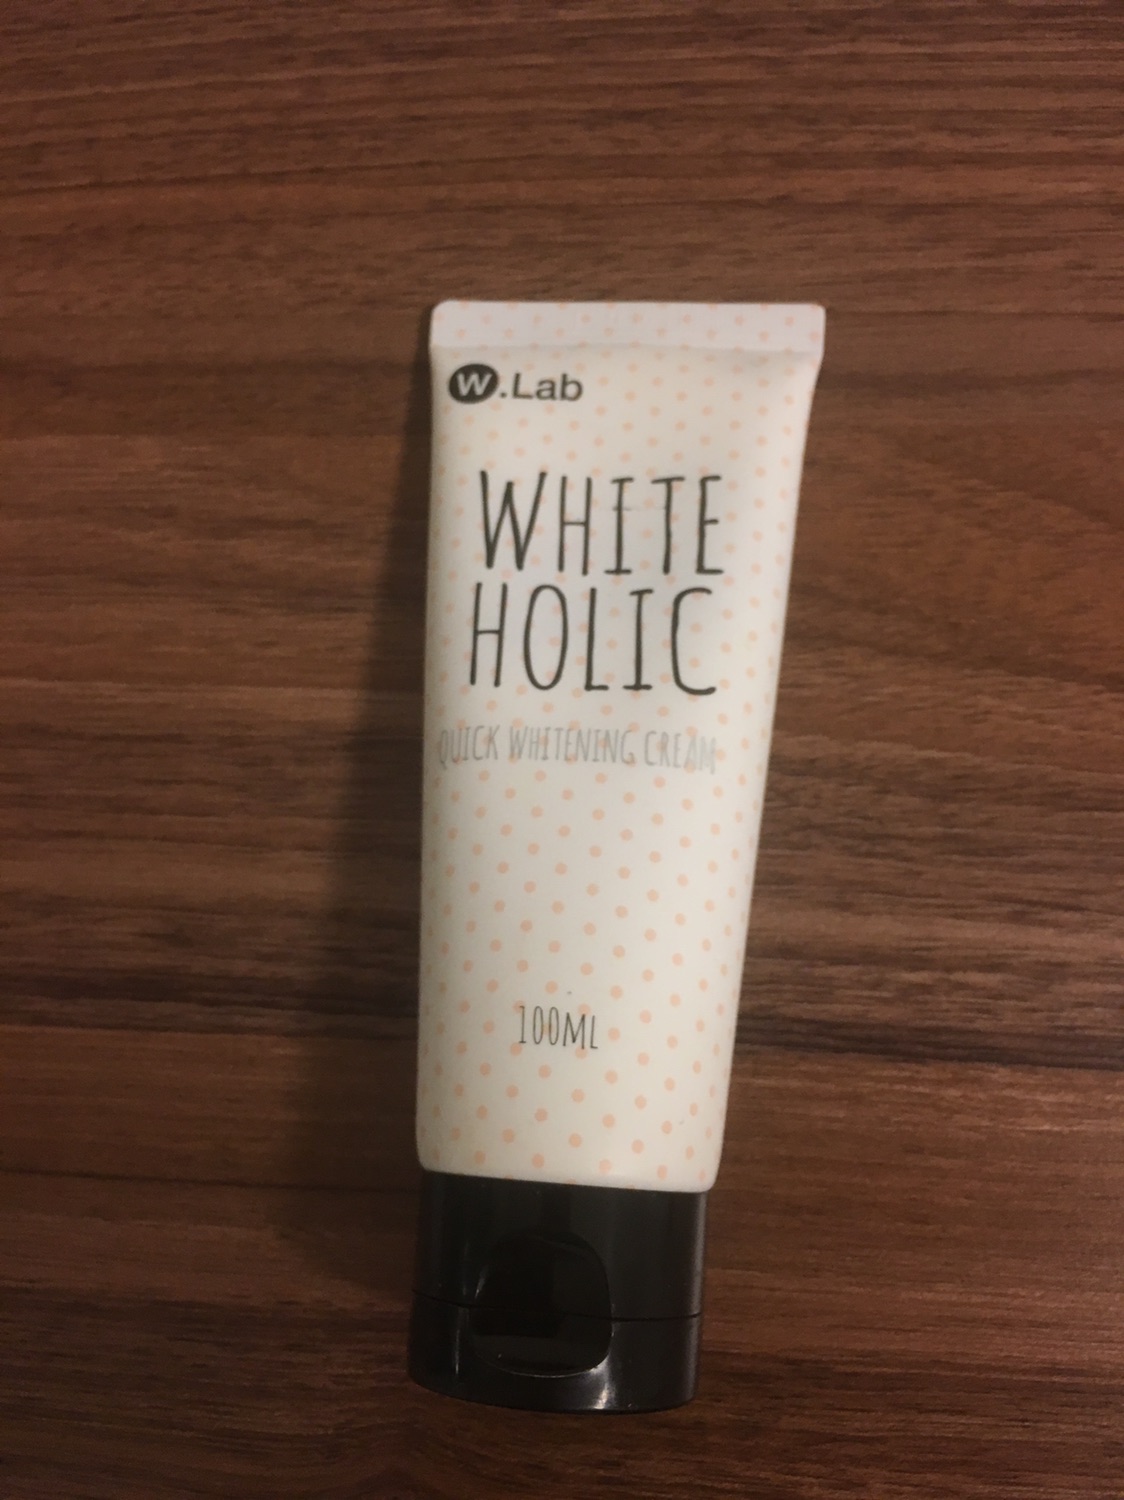 W.Lab
WHITE
HOLIC
QUICK WHITENING CREAM
100ML